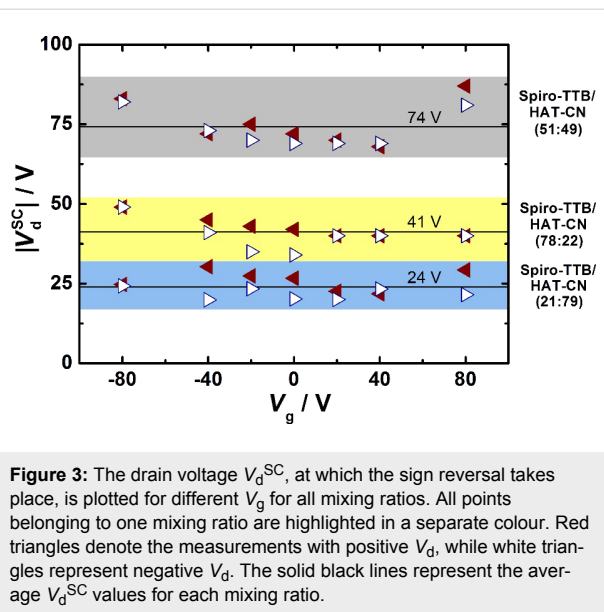 100
75
50
25
0
|V_d^SC| / V
74 V
41 V
24 V
Spiro-TTB/
HAT-CN
(51:49)
Spiro-TTB/
HAT-CN
(78:22)
Spiro-TTB/
HAT-CN
(21:79)
-80 -40 0 40 80
V_g / V
Figure 3: The drain voltage V_d^SC, at which the sign reversal takes
place, is plotted for different V_g for all mixing ratios. All points
belonging to one mixing ratio are highlighted in a separate colour. Red
triangles denote the measurements with positive V_d, while white trian-
gles represent negative V_d. The solid black lines represent the aver-
age V_d^SC values for each mixing ratio.